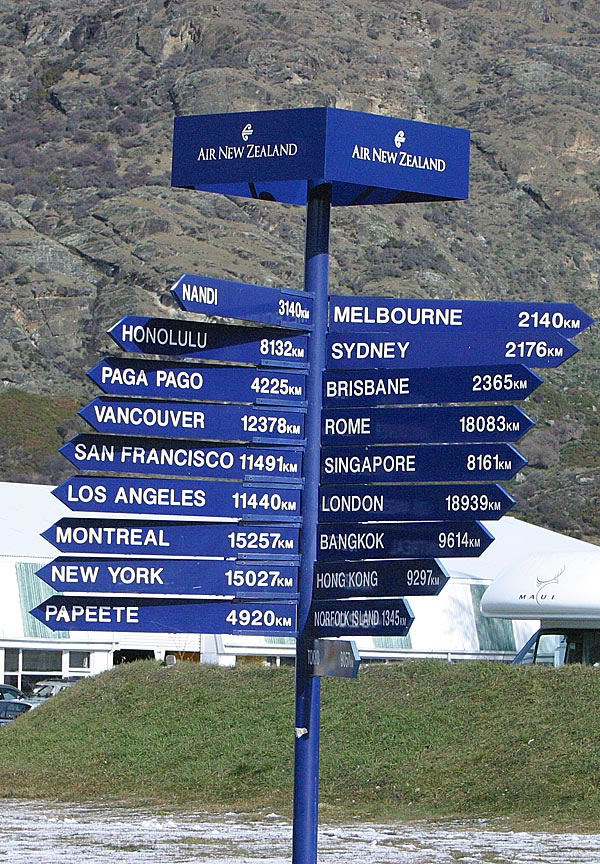 AIR NEW ZEALAND
AIR NEW ZEALAND
NANDI 3140KM
HONOLULU 8132KM
PAGA PAGO 4225KM
VANCOUVER 12378KM
SAN FRANCISCO 11491KM
LOS ANGELES 11440KM
MONTREAL 15257KM
NEW YORK 15027KM
PAPEETE 4920KM
MELBOURNE 2140KM
SYDNEY 2176KM
BRISBANE 2365KM
ROME 18083KM
SINGAPORE 8161KM
LONDON 18939KM
BANGKOK 9614KM
HONG KONG 9297KM
NORFOLK ISLAND 1345KM
MAUI